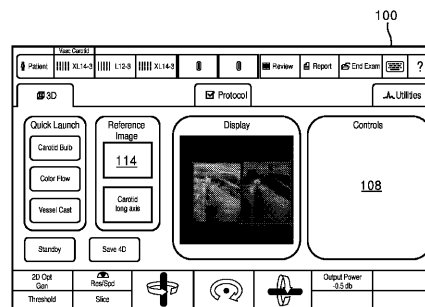 100
Vasc Carotid
Patient XL14-3 L12-3 XL14-3 Review Report End Exam ?
3D Protocol Utilities
Quick Launch
Carotid Bulb
Color Flow
Vessel Cast
Reference
Image
114
Carotid
long axis
Display
Controls
108
Standby Save 4D
2D Opt
Gen
Res/Spd
Output Power
-0.5 db
Threshold Slice